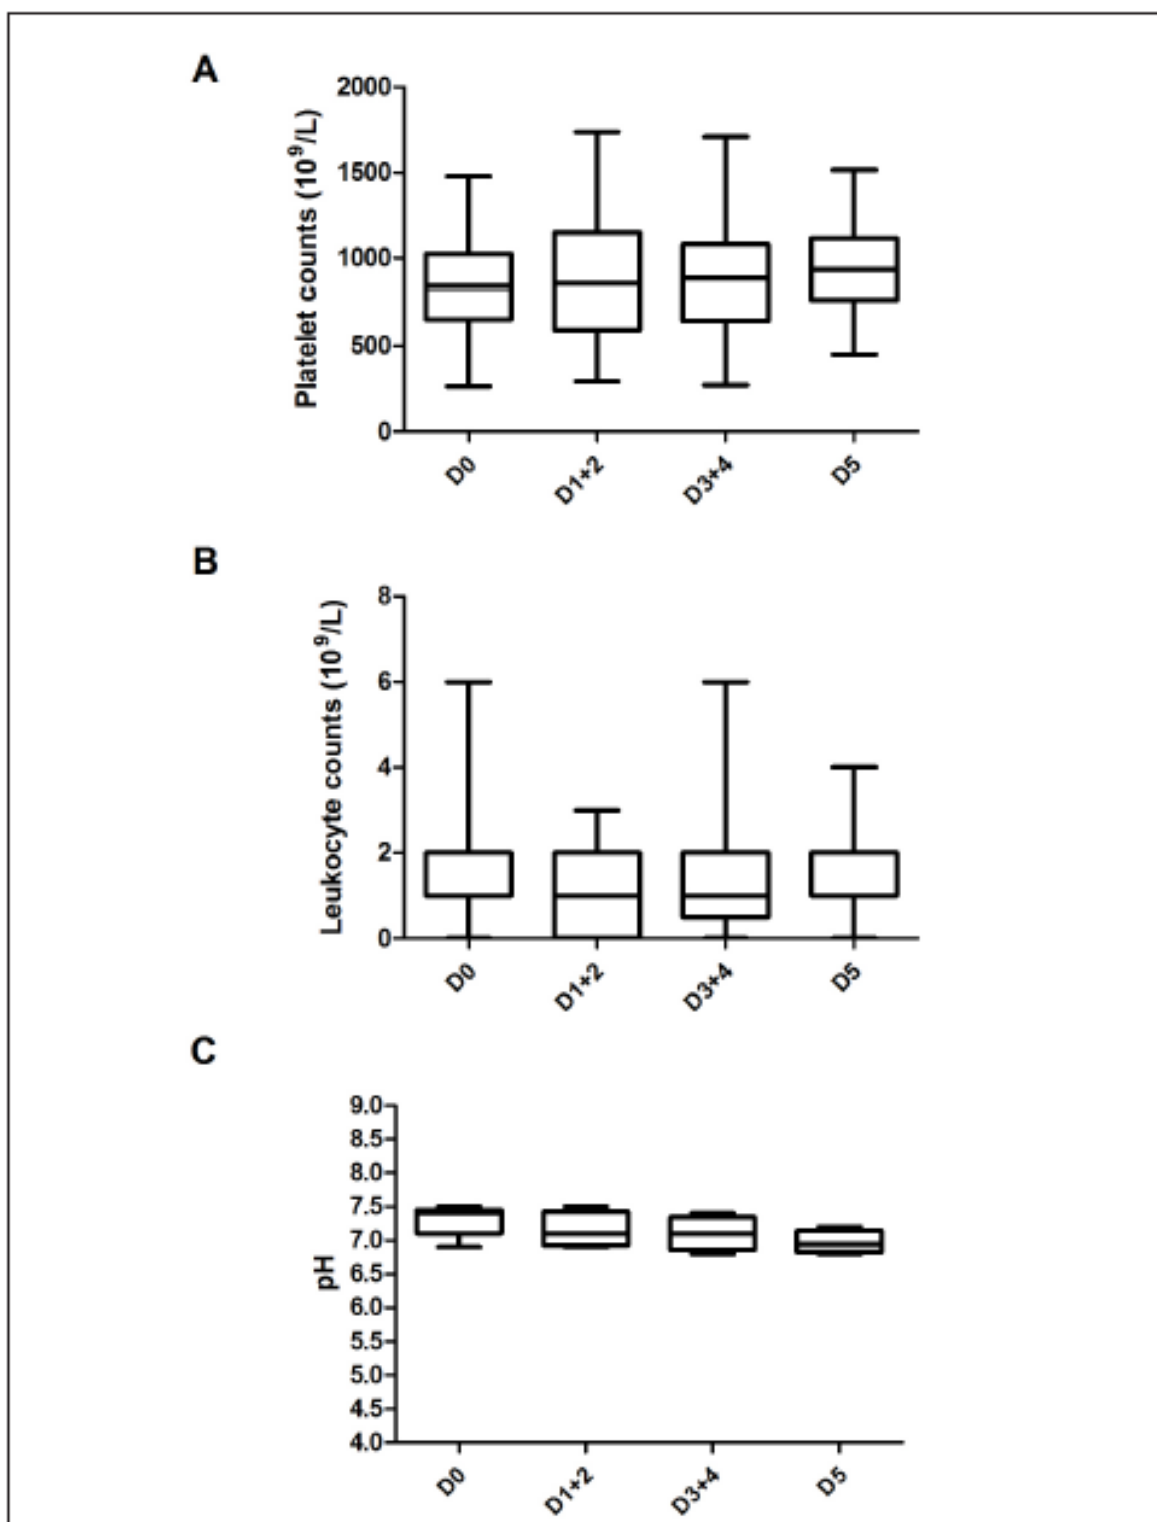 A
Platelet counts (10⁹/L)
2000
1500
1000
500
0
D0
D1+2
D3+4
D5
B
Leukocyte counts (10⁹/L)
8
6
4
2
0
D0
D1+2
D3+4
D5
C
pH
9.0
8.5
8.0
7.5
7.0
6.5
6.0
5.5
5.0
4.5
4.0
D0
D1+2
D3+4
D5